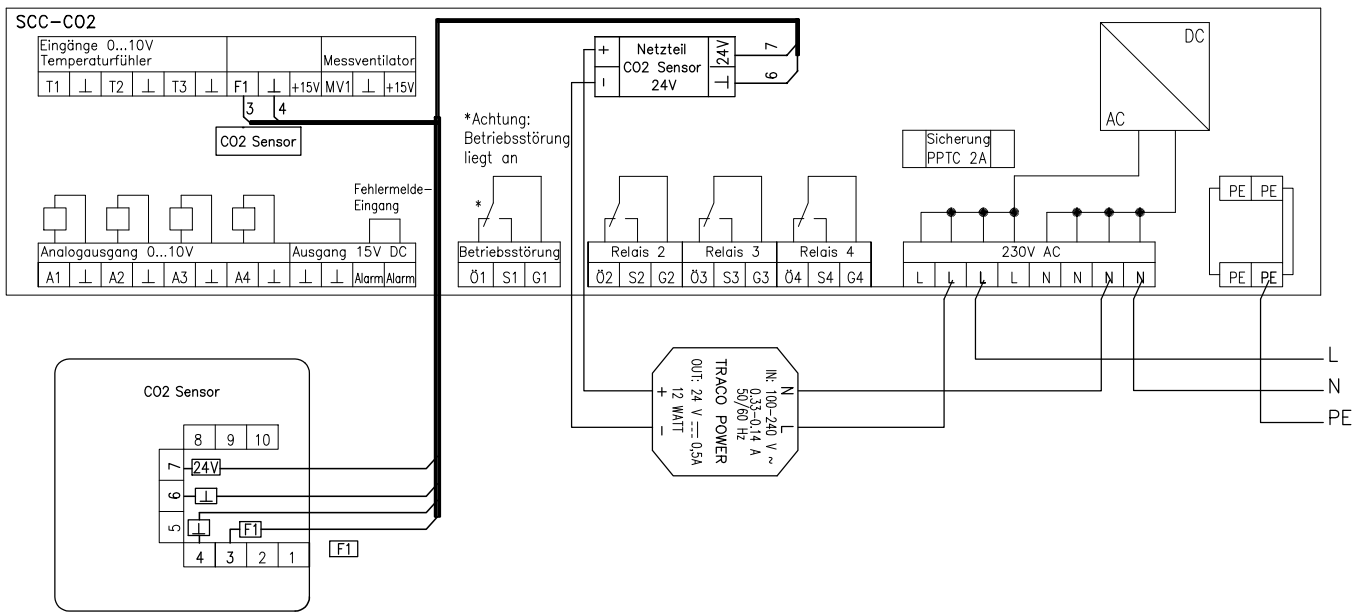 SCC-CO2
Eingänge 0...10V
Temperaturfühler
Messventilator
T1 ⊥ T2 ⊥ T3 ⊥ F1 ⊥ +15V MV1 ⊥ +15V
3 4
CO2 Sensor
Netzteil
CO2 Sensor
24V
+
-
24V
⊥
7
6
DC
AC
*Achtung:
Betriebsstörung
liegt an
*
Sicherung
PPTC 2A
Fehlermelde-
Eingang
PE PE
Analogausgang 0...10V
Ausgang 15V DC
A1 ⊥ A2 ⊥ A3 ⊥ A4 ⊥ ⊥ ⊥ Alarm Alarm
Betriebsstörung
Ö1 S1 G1
Relais 2 Relais 3 Relais 4
Ö2 S2 G2 Ö3 S3 G3 Ö4 S4 G4
230V AC
L L L L N N N N
PE PE
L
N
PE
N
L
IN: 100-240 V ~
0.33-0.14 A
50/60 Hz
TRACO POWER
OUT: 24 V ⎓ 0,5A
12 WATT
+ -
CO2 Sensor
8 9 10
7 24V
6 ⊥
5 ⊥ F1
4 3 2 1
F1